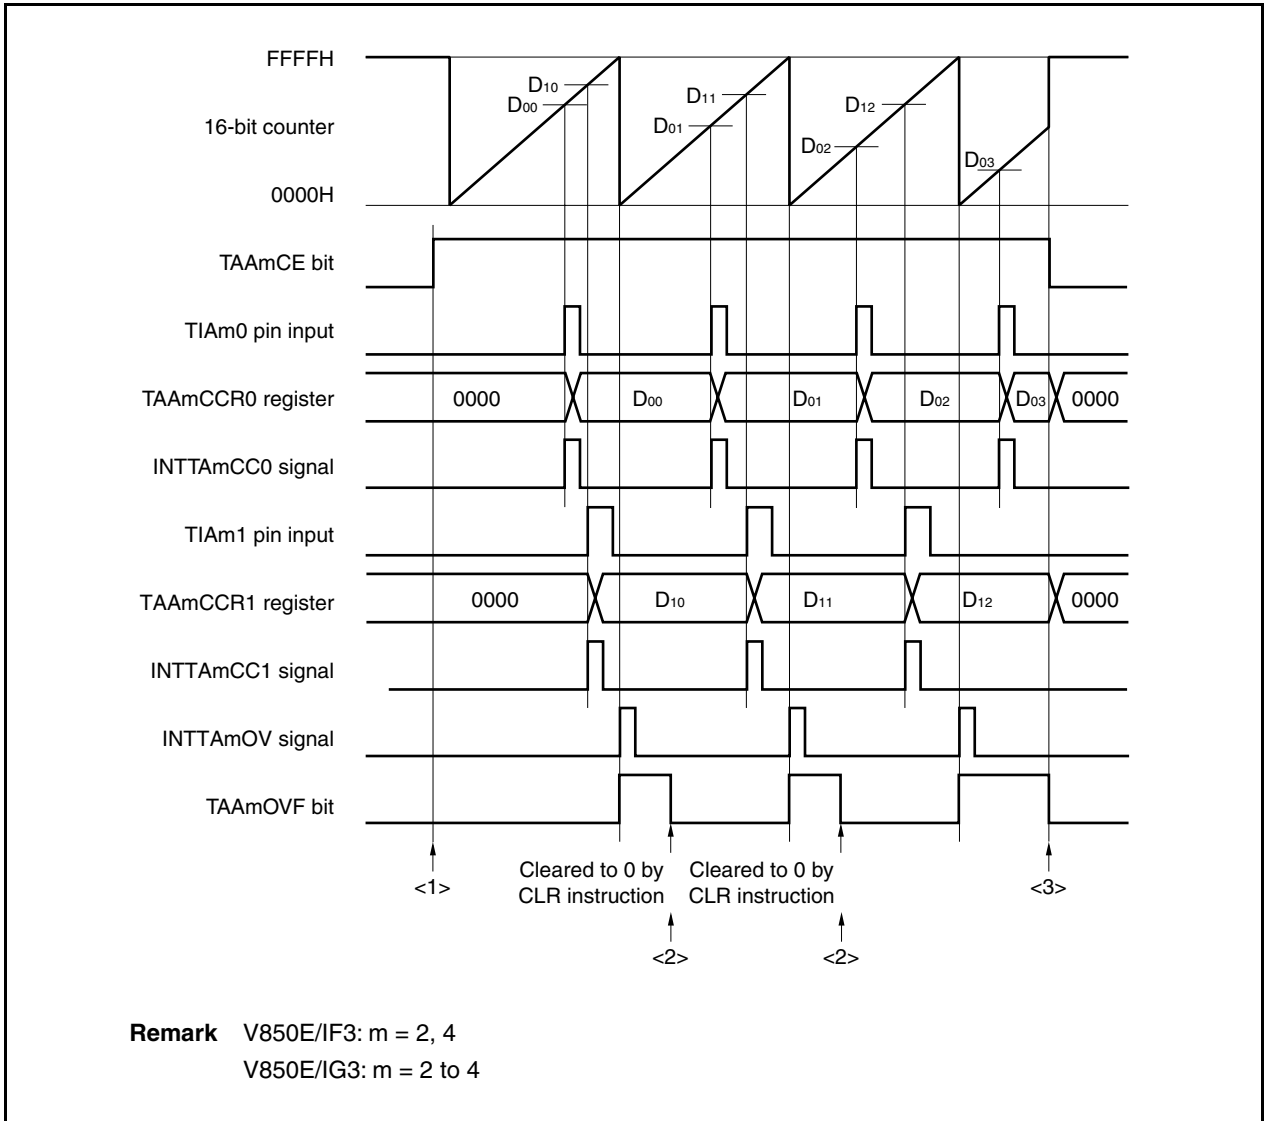 FFFFH
16-bit counter
0000H
D10
D00
D11
D01
D12
D02
D03
TAAmCE bit
TIAm0 pin input
TAAmCCR0 register
0000 D00 D01 D02 D03 0000
INTTAmCC0 signal
TIAm1 pin input
TAAmCCR1 register
0000 D10 D11 D12 0000
INTTAmCC1 signal
INTTAmOV signal
TAAmOVF bit
<1>
Cleared to 0 by
CLR instruction
<2>
Cleared to 0 by
CLR instruction
<2>
<3>
Remark V850E/IF3: m = 2, 4
V850E/IG3: m = 2 to 4